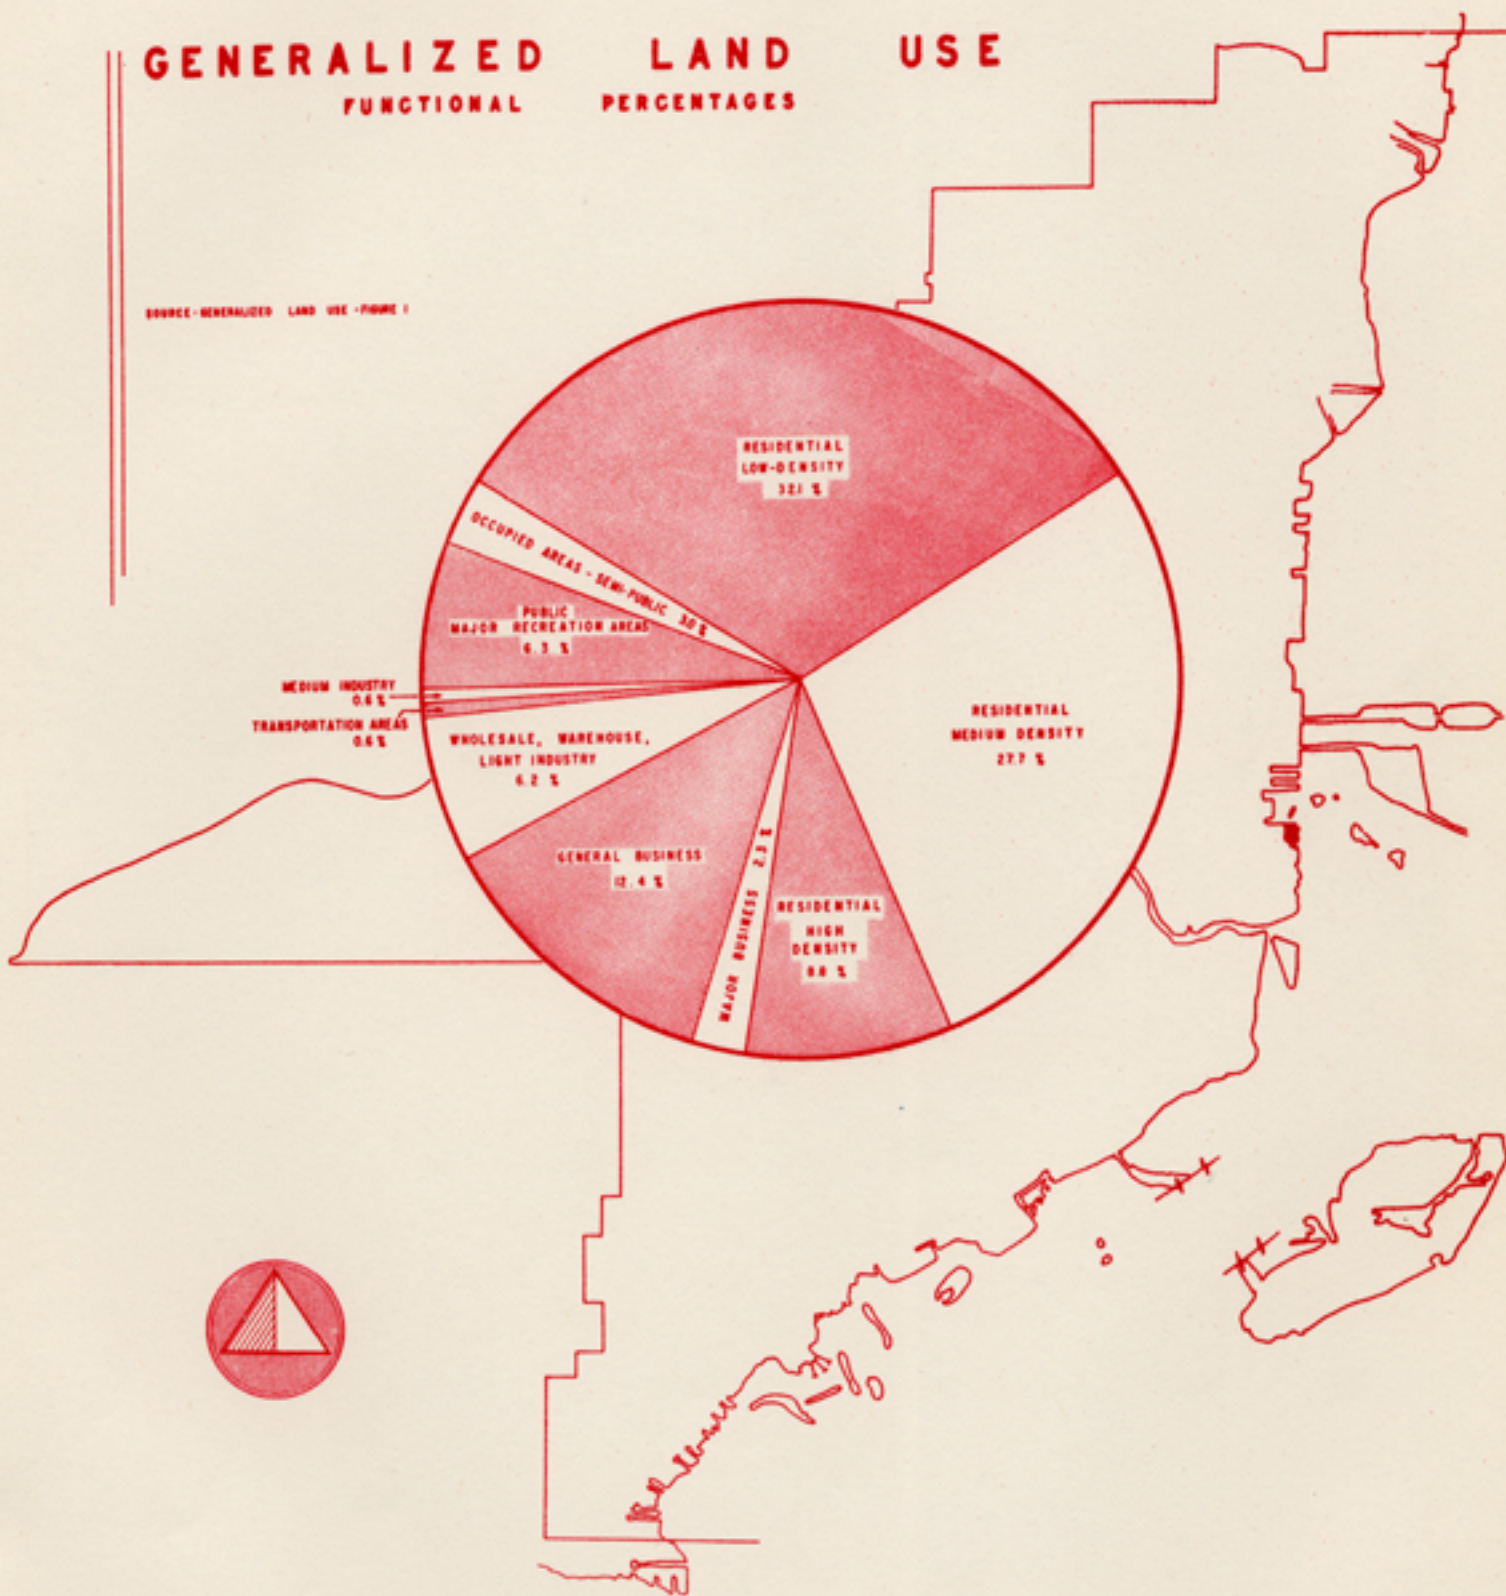 GENERALIZED LAND USE
FUNCTIONAL PERCENTAGES
SOURCE-GENERALIZED LAND USE-FIGURE 1
RESIDENTIAL
LOW-DENSITY
32.1 %
OCCUPIED AREAS - SEMI-PUBLIC 3.0 %
PUBLIC
MAJOR RECREATION AREAS
6.3 %
MEDIUM INDUSTRY
0.6 %
TRANSPORTATION AREAS
0.6 %
WHOLESALE, WAREHOUSE,
LIGHT INDUSTRY
6.2 %
RESIDENTIAL
MEDIUM DENSITY
27.7 %
GENERAL BUSINESS
12.4 %
MAJOR BUSINESS 2.3 %
RESIDENTIAL
HIGH
DENSITY
8.8 %